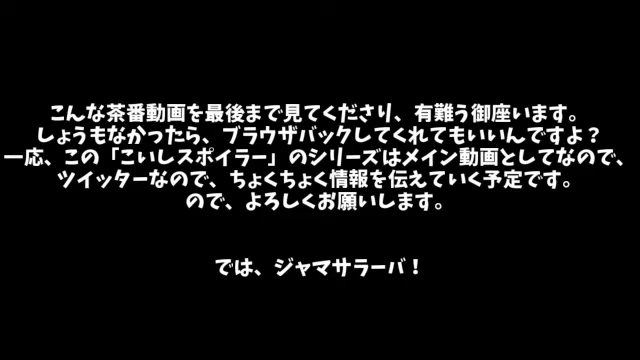 こんな茶番動画を最後まで見てくださり、有難う御座います。
しょうもなかったら、ブラウザバックしてくれてもいいんですよ？
一応、この「こいしスポイラー」のシリーズはメイン動画としてなので、
ツイッターなので、ちょくちょく情報を伝えていく予定です。
ので、よろしくお願いします。
では、ジャマサラーバ！